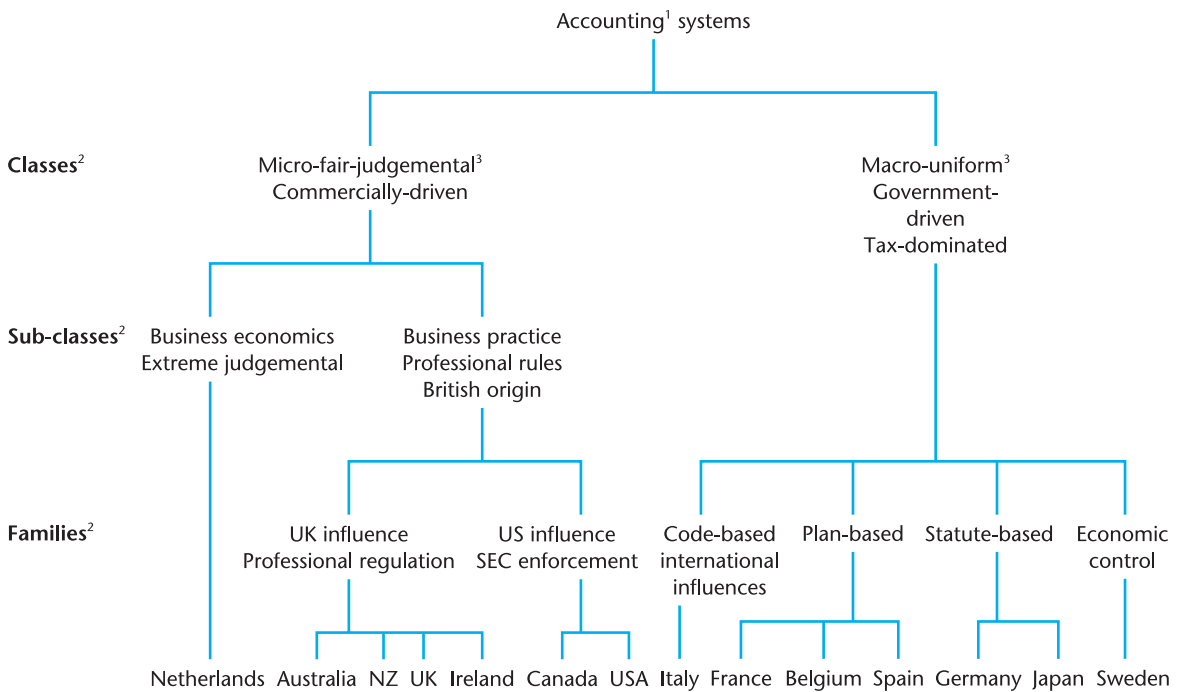 Accounting¹ systems
Classes²
Micro-fair-judgemental³
Commercially-driven
Macro-uniform³
Government-
driven
Tax-dominated
Sub-classes²
Business economics
Extreme judgemental
Business practice
Professional rules
British origin
Families²
UK influence
Professional regulation
US influence
SEC enforcement
Code-based
international
influences
Plan-based
Statute-based
Economic
control
Netherlands Australia NZ UK Ireland Canada USA Italy France Belgium Spain Germany Japan Sweden